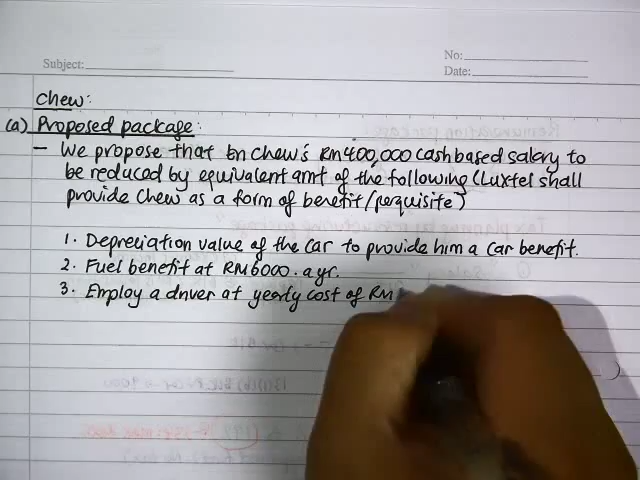 No:
Subject:
Date:
Chew:
(a) Proposed package:
- We propose that En Chew's RM400,000 cash based salary to
be reduced by equivalent amt of the following (Luxtel shall
provide Chew as a form of benefit/perquisite)
1. Depreciation value of the car to provide him a car benefit.
2. Fuel benefit at RM6000. a yr.
3. Employ a driver at yearly cost of RM